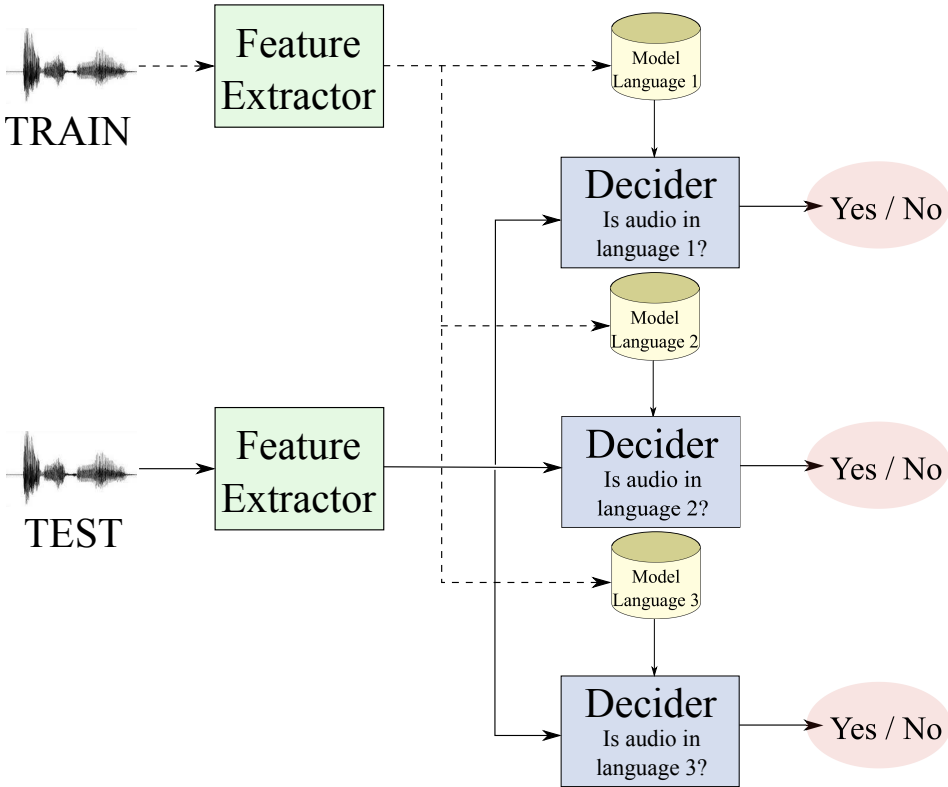 Feature
Extractor
TRAIN
Model
Language 1
Decider
Is audio in
language 1?
Yes / No
Model
Language 2
Feature
Extractor
TEST
Decider
Is audio in
language 2?
Yes / No
Model
Language 3
Decider
Is audio in
language 3?
Yes / No